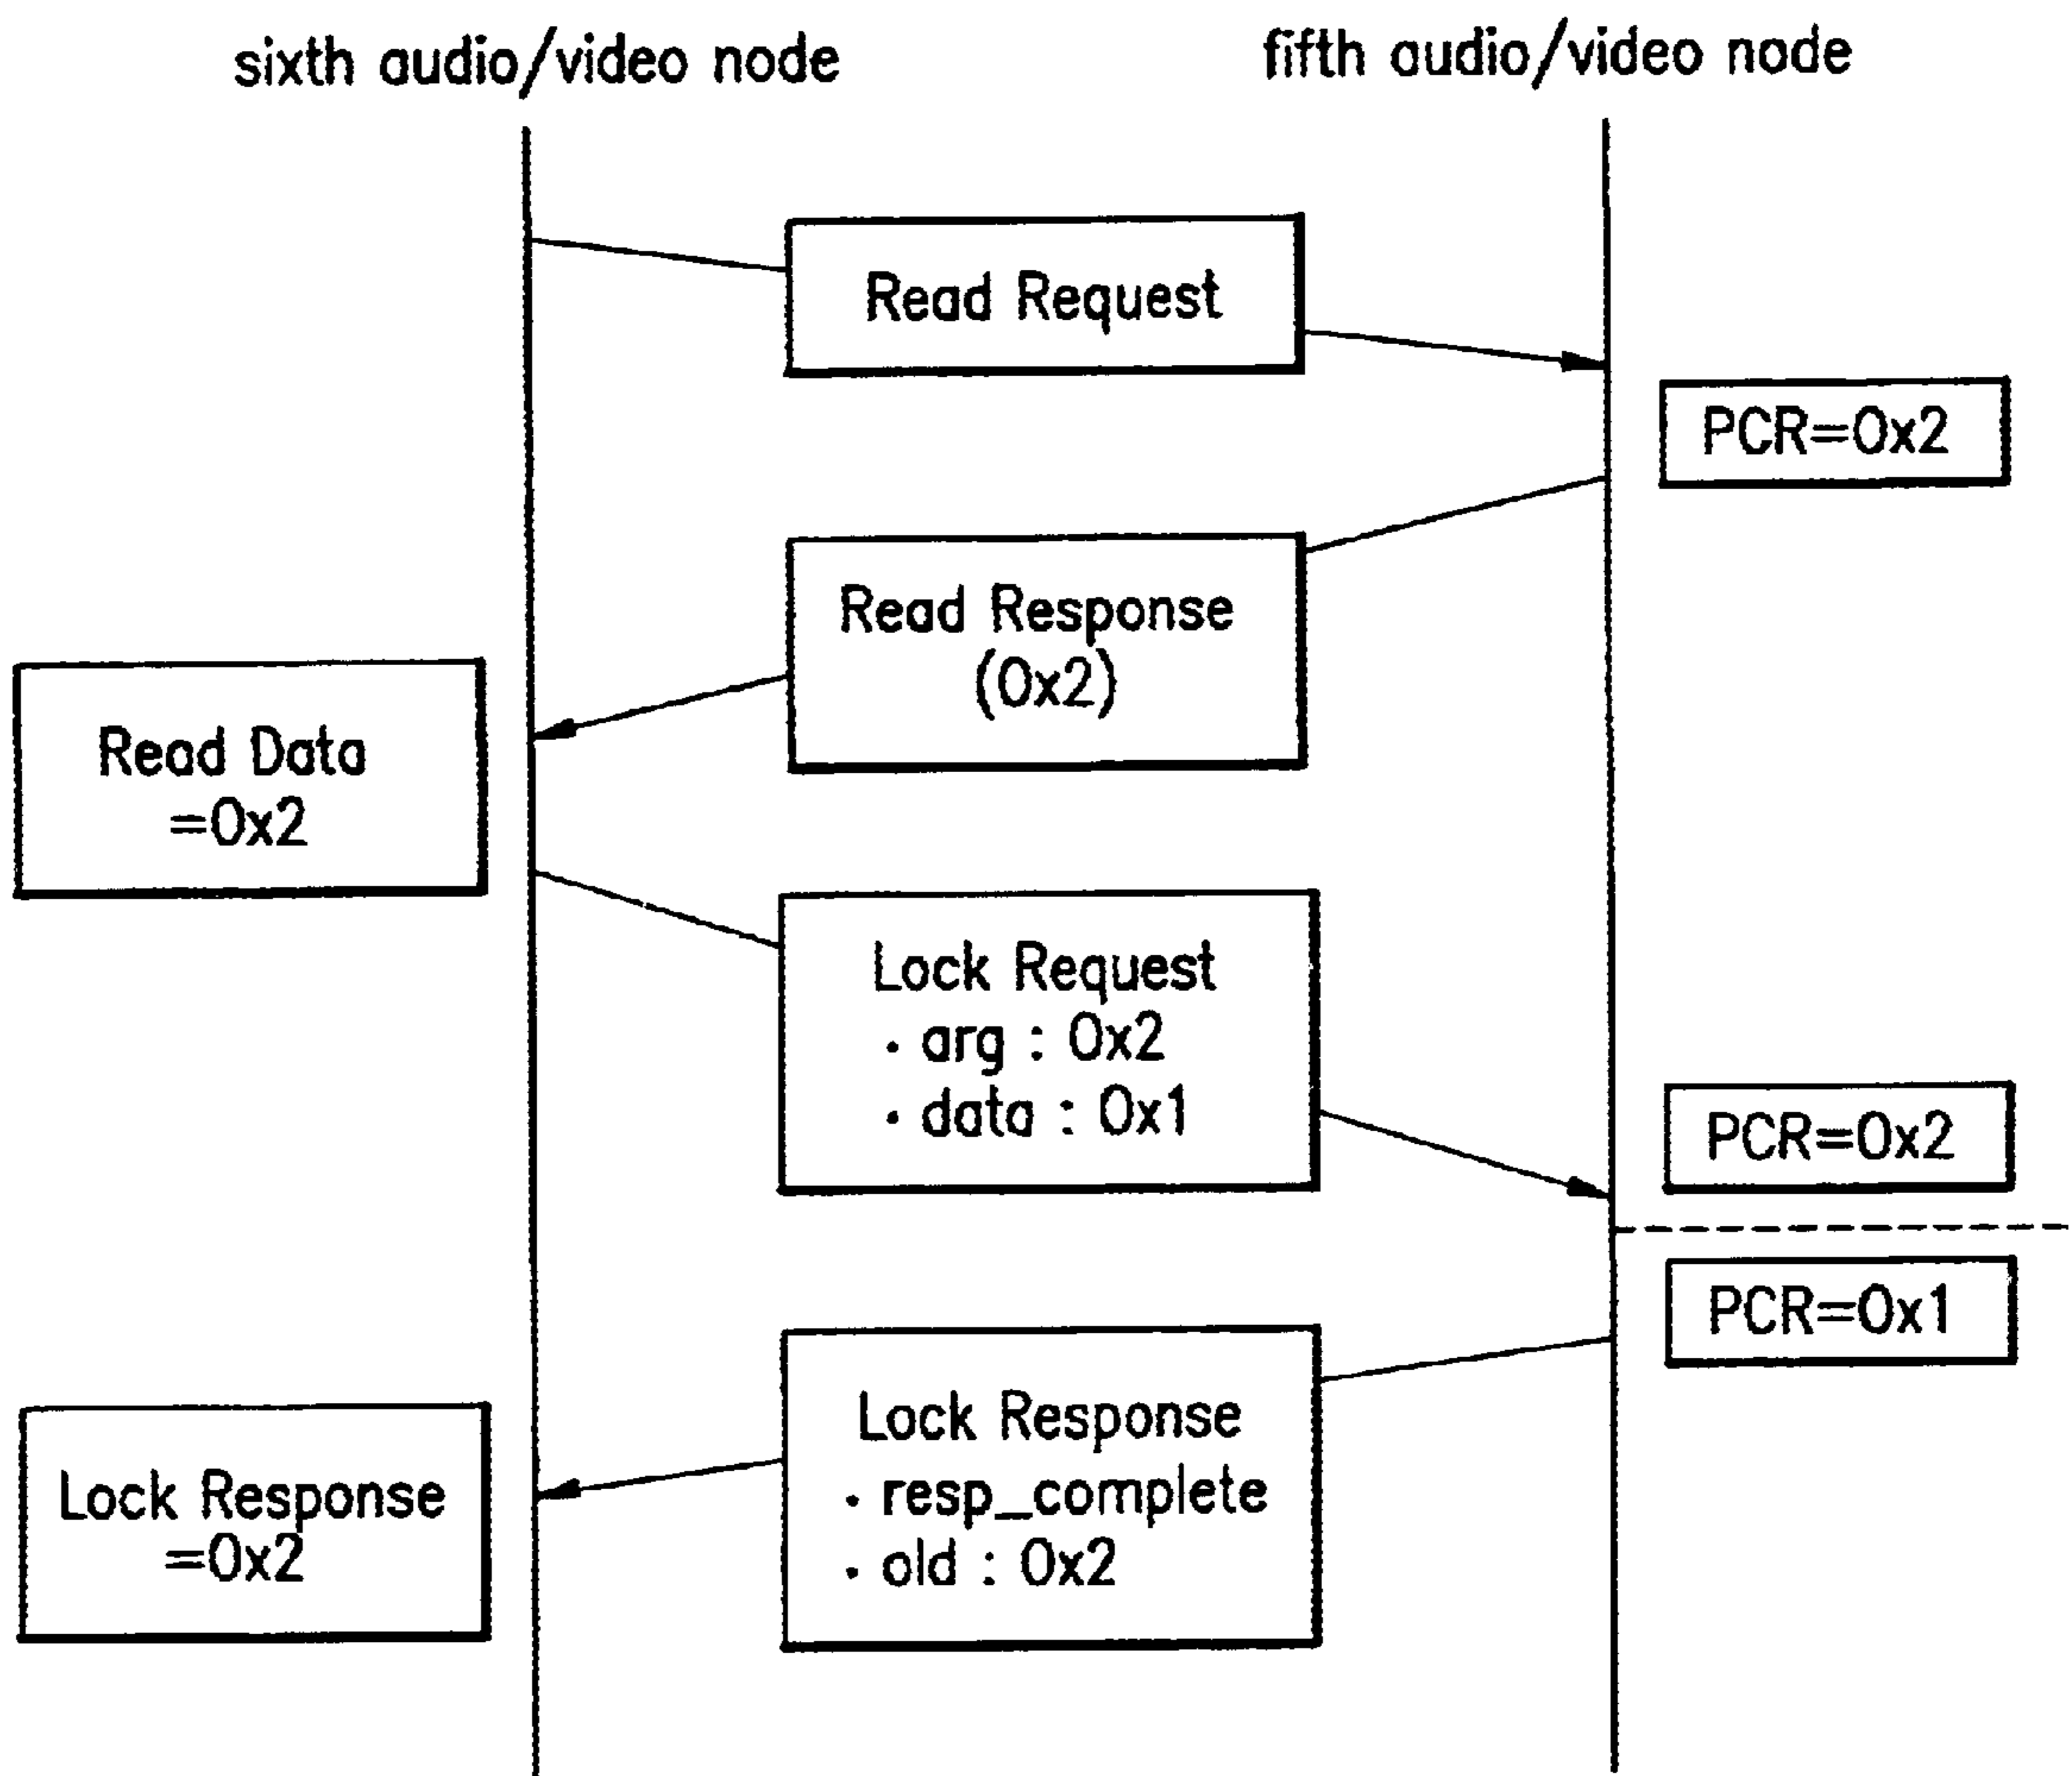 sixth audio/video node
fifth audio/video node
Read Request
PCR=0x2
Read Response
(0x2)
Read Data
=0x2
Lock Request
· arg : 0x2
· data : 0x1
PCR=0x2
PCR=0x1
Lock Response
· resp_complete
· old : 0x2
Lock Response
=0x2